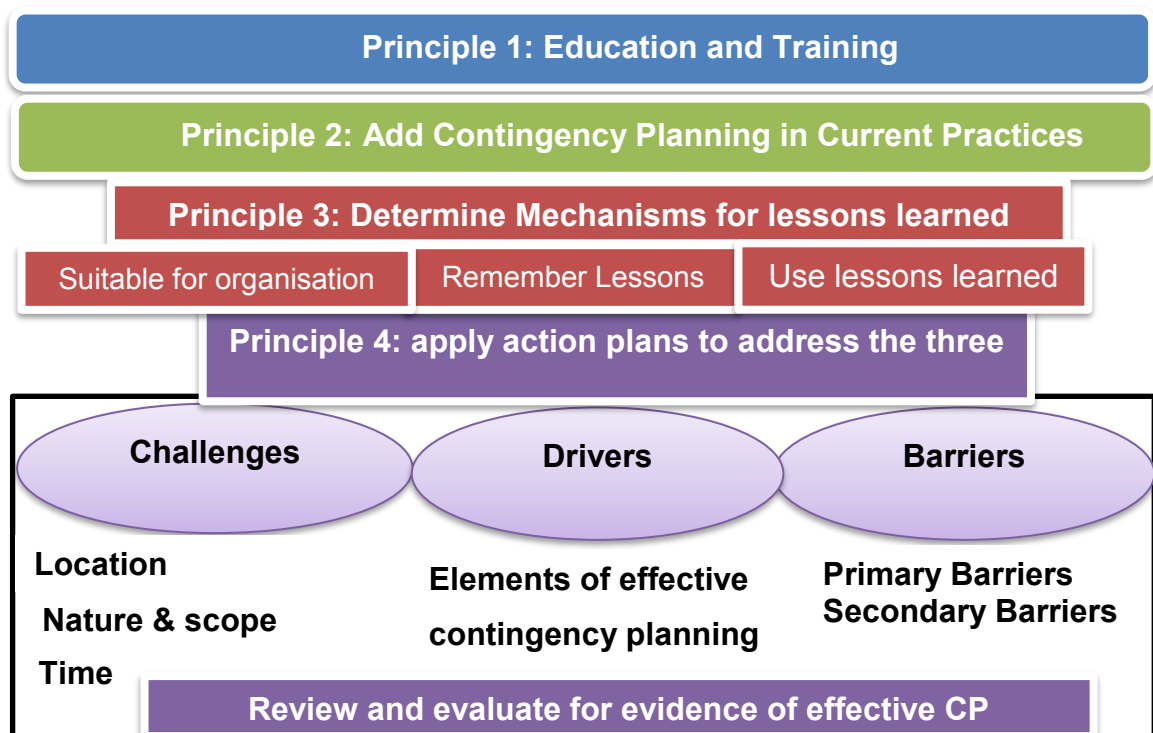 Principle 1: Education and Training
Principle 2: Add Contingency Planning in Current Practices
Principle 3: Determine Mechanisms for lessons learned
Suitable for organisation
Remember Lessons
Use lessons learned
Principle 4: apply action plans to address the three
Challenges
Drivers
Barriers
Location
Nature & scope
Time
Elements of effective
contingency planning
Primary Barriers
Secondary Barriers
Review and evaluate for evidence of effective CP